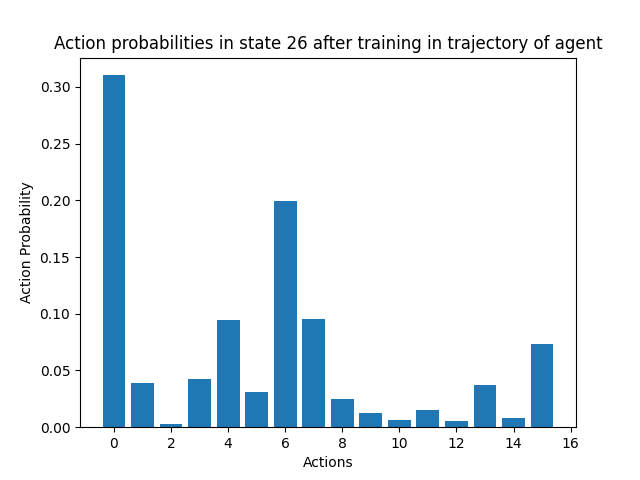 Action probabilities in state 26 after training in trajectory of agent
0.30
0.25
0.20
0.15
0.10
0.05
0.00
Action Probability
0 2 4 6 8 10 12 14 16
Actions